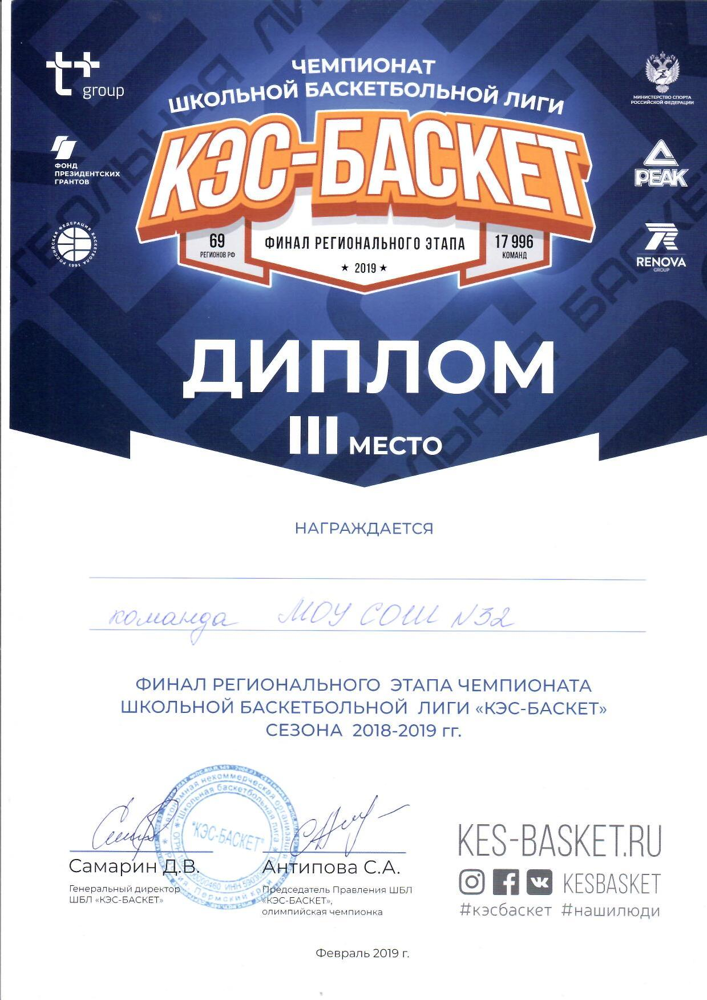 t+ group
ЧЕМПИОНАТ
ШКОЛЬНОЙ БАСКЕТБОЛЬНОЙ ЛИГИ
КЭС-БАСКЕТ
69
РЕГИОНОВ РФ
ФИНАЛ РЕГИОНАЛЬНОГО ЭТАПА
★ 2019 ★
17 996
КОМАНД
ФОНД
ПРЕЗИДЕНТСКИХ
ГРАНТОВ
РОССИЙСКАЯ ФЕДЕРАЦИЯ БАСКЕТБОЛА 1991
МИНИСТЕРСТВО СПОРТА
РОССИЙСКОЙ ФЕДЕРАЦИИ
PEAK
RENOVA
GROUP
ДИПЛОМ
III МЕСТО
НАГРАЖДАЕТСЯ
команда МОУ СОШ №32
ФИНАЛ РЕГИОНАЛЬНОГО ЭТАПА ЧЕМПИОНАТА
ШКОЛЬНОЙ БАСКЕТБОЛЬНОЙ ЛИГИ «КЭС-БАСКЕТ»
СЕЗОНА 2018-2019 гг.
Автономная некоммерческая организация
"Школьная баскетбольная лига
"КЭС-БАСКЕТ"
Россия Пермский край
Самарин Д.В.
Генеральный директор
ШБЛ «КЭС-БАСКЕТ»
Антипова С.А.
Председатель Правления ШБЛ
«КЭС-БАСКЕТ»,
олимпийская чемпионка
KES-BASKET.RU
KESBASKET
#кэсбаскет #нашилюди
Февраль 2019 г.